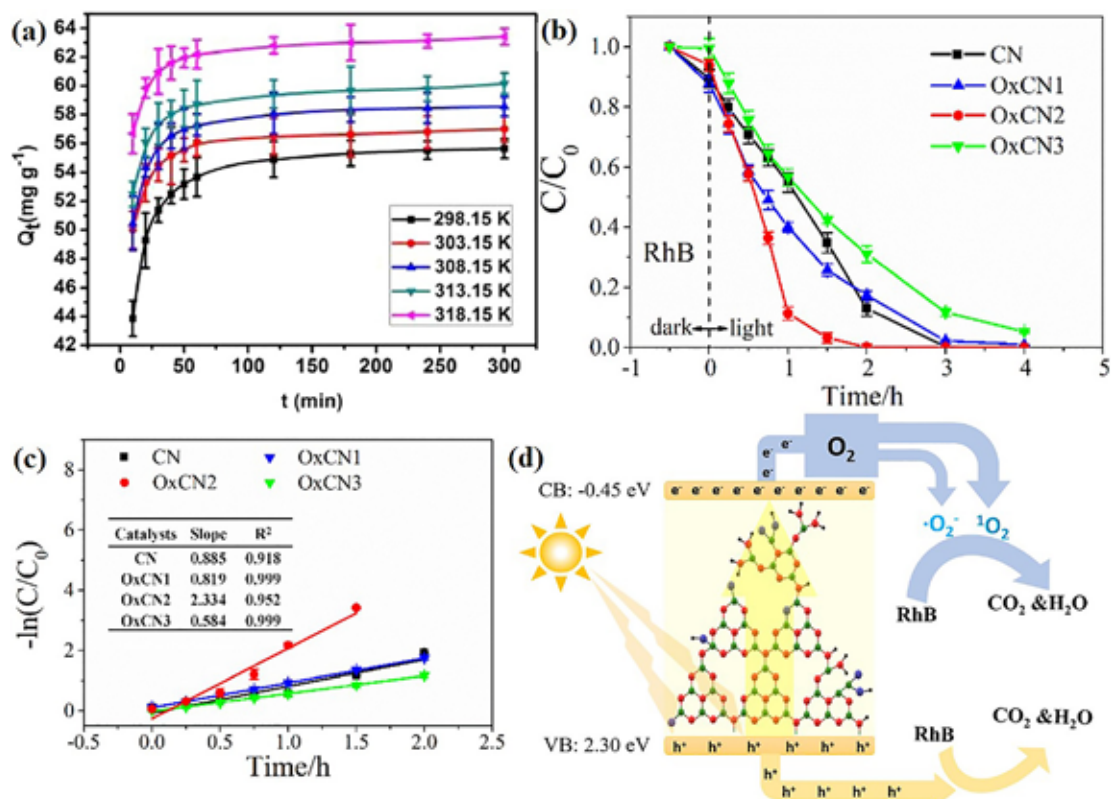 (a)
64
62
60
58
56
54
52
50
48
46
44
42
Qt(mg g⁻¹)
298.15 K
303.15 K
308.15 K
313.15 K
318.15 K
0 50 100 150 200 250 300
t (min)
(b)
1.0
0.8
0.6
0.4
0.2
0.0
C/C₀
CN
OxCN1
OxCN2
OxCN3
RhB
dark light
-1 0 1 2 3 4 5
Time/h
(c)
8
6
4
2
0
-ln(C/C₀)
CN OxCN1
OxCN2 OxCN3
Catalysts Slope R²
CN 0.885 0.918
OxCN1 0.819 0.999
OxCN2 2.334 0.952
OxCN3 0.584 0.999
-0.5 0.0 0.5 1.0 1.5 2.0 2.5
Time/h
(d)
e⁻ e⁻ e⁻
O₂
CB: -0.45 eV
e⁻ e⁻ e⁻ e⁻ e⁻ e⁻ e⁻ e⁻ e⁻
·O₂⁻ ¹O₂
RhB CO₂ &H₂O
VB: 2.30 eV
h⁺ h⁺ h⁺ h⁺ h⁺ h⁺ h⁺
RhB CO₂ &H₂O
h⁺
h⁺ h⁺ h⁺ h⁺